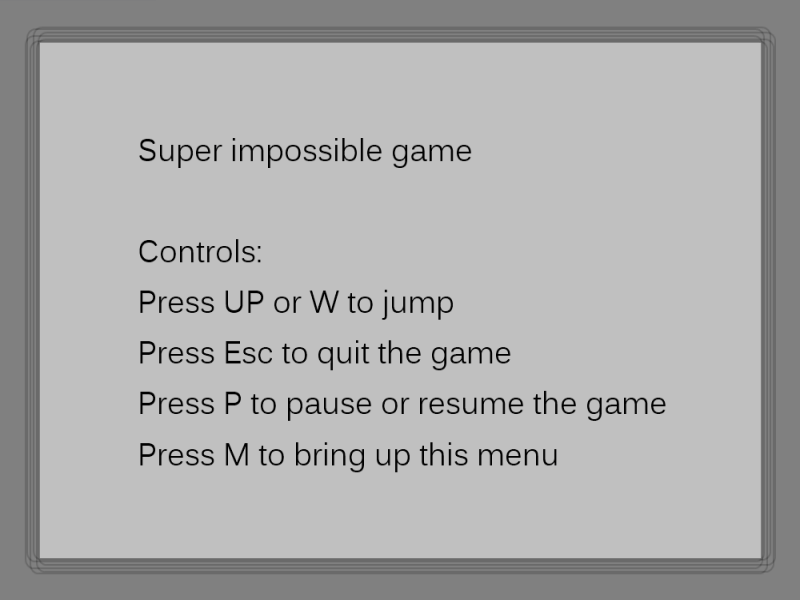 Super impossible game
Controls:
Press UP or W to jump
Press Esc to quit the game
Press P to pause or resume the game
Press M to bring up this menu